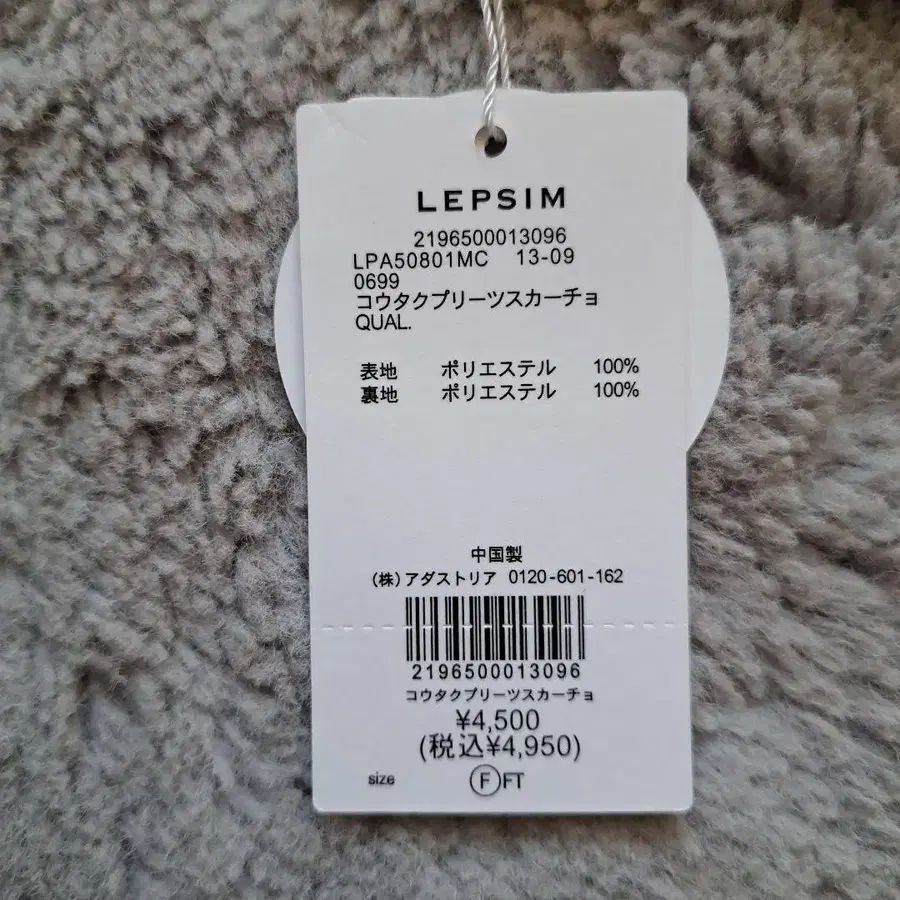 LEPSIM
2196500013096
LPA50801MC 13-09
0699
コウタクプリーツスカーチョ
QUAL.
表地 ポリエステル 100%
裏地 ポリエステル 100%
中国製
(株)アダストリア 0120-601-162
2196500013096
コウタクプリーツスカーチョ
¥4,500
(税込¥4,950)
size Ⓕ FT